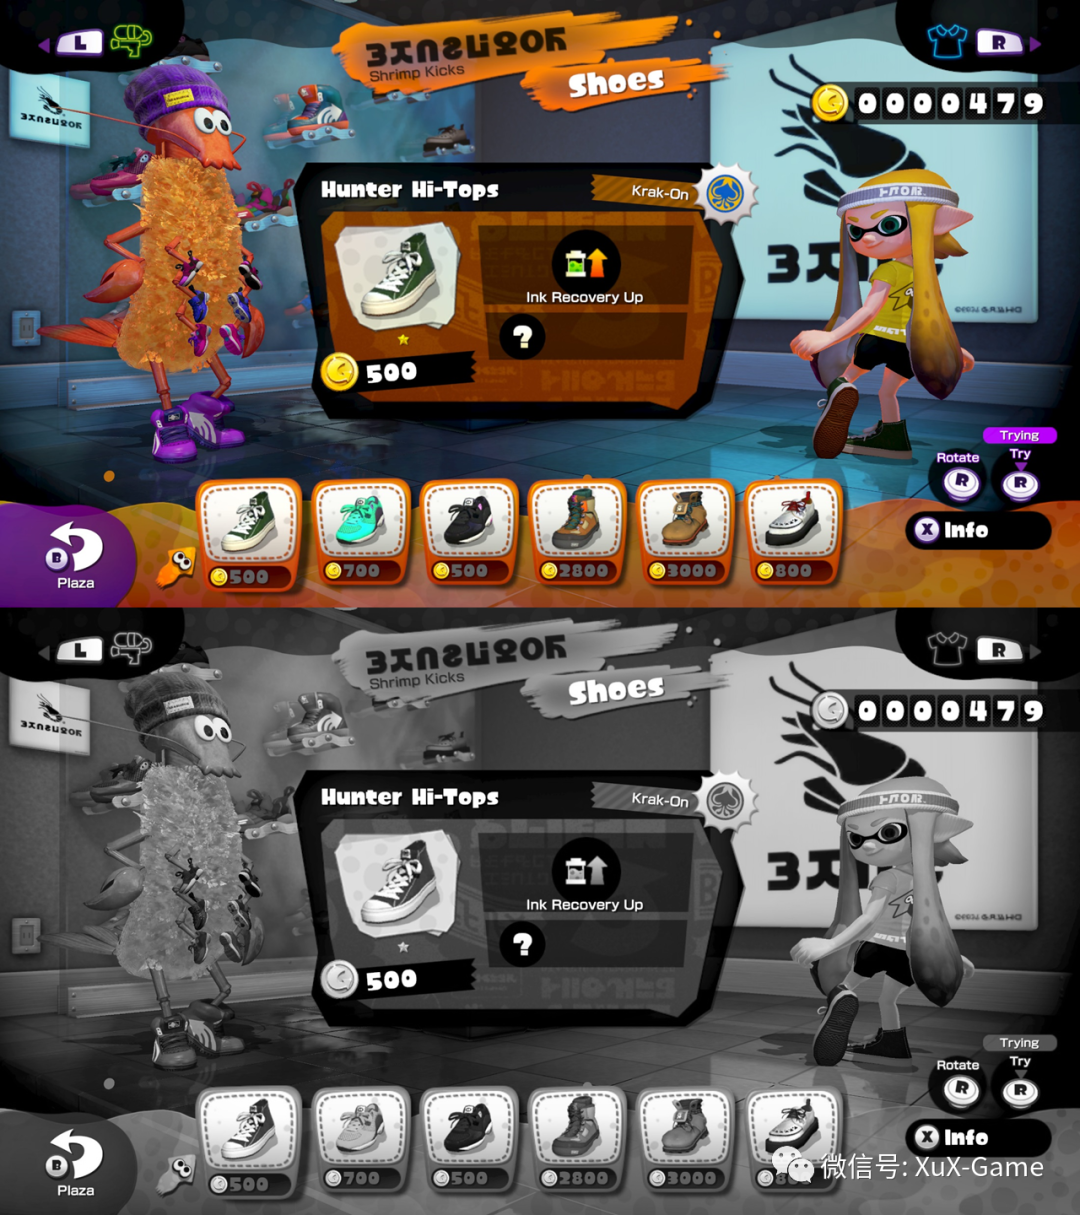 L
R
Shrimp Kicks
Shoes
0000479
Hunter Hi-Tops
Krak-On
Ink Recovery Up
?
500
Trying
Rotate
Try
R
R
X Info
B
Plaza
500
700
500
2800
3000
800
L
R
Shrimp Kicks
Shoes
0000479
Hunter Hi-Tops
Krak-On
Ink Recovery Up
?
500
Trying
Rotate
Try
R
R
X Info
B
Plaza
500
700
500
2800
3000
微信号: XuX-Game